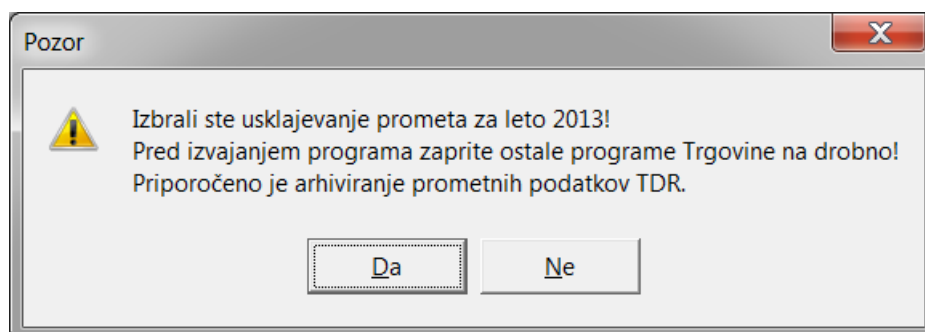 Pozor
Izbrali ste usklajevanje prometa za leto 2013!
Pred izvajanjem programa zaprite ostale programe Trgovine na drobno!
Priporočeno je arhiviranje prometnih podatkov TDR.
Da
Ne